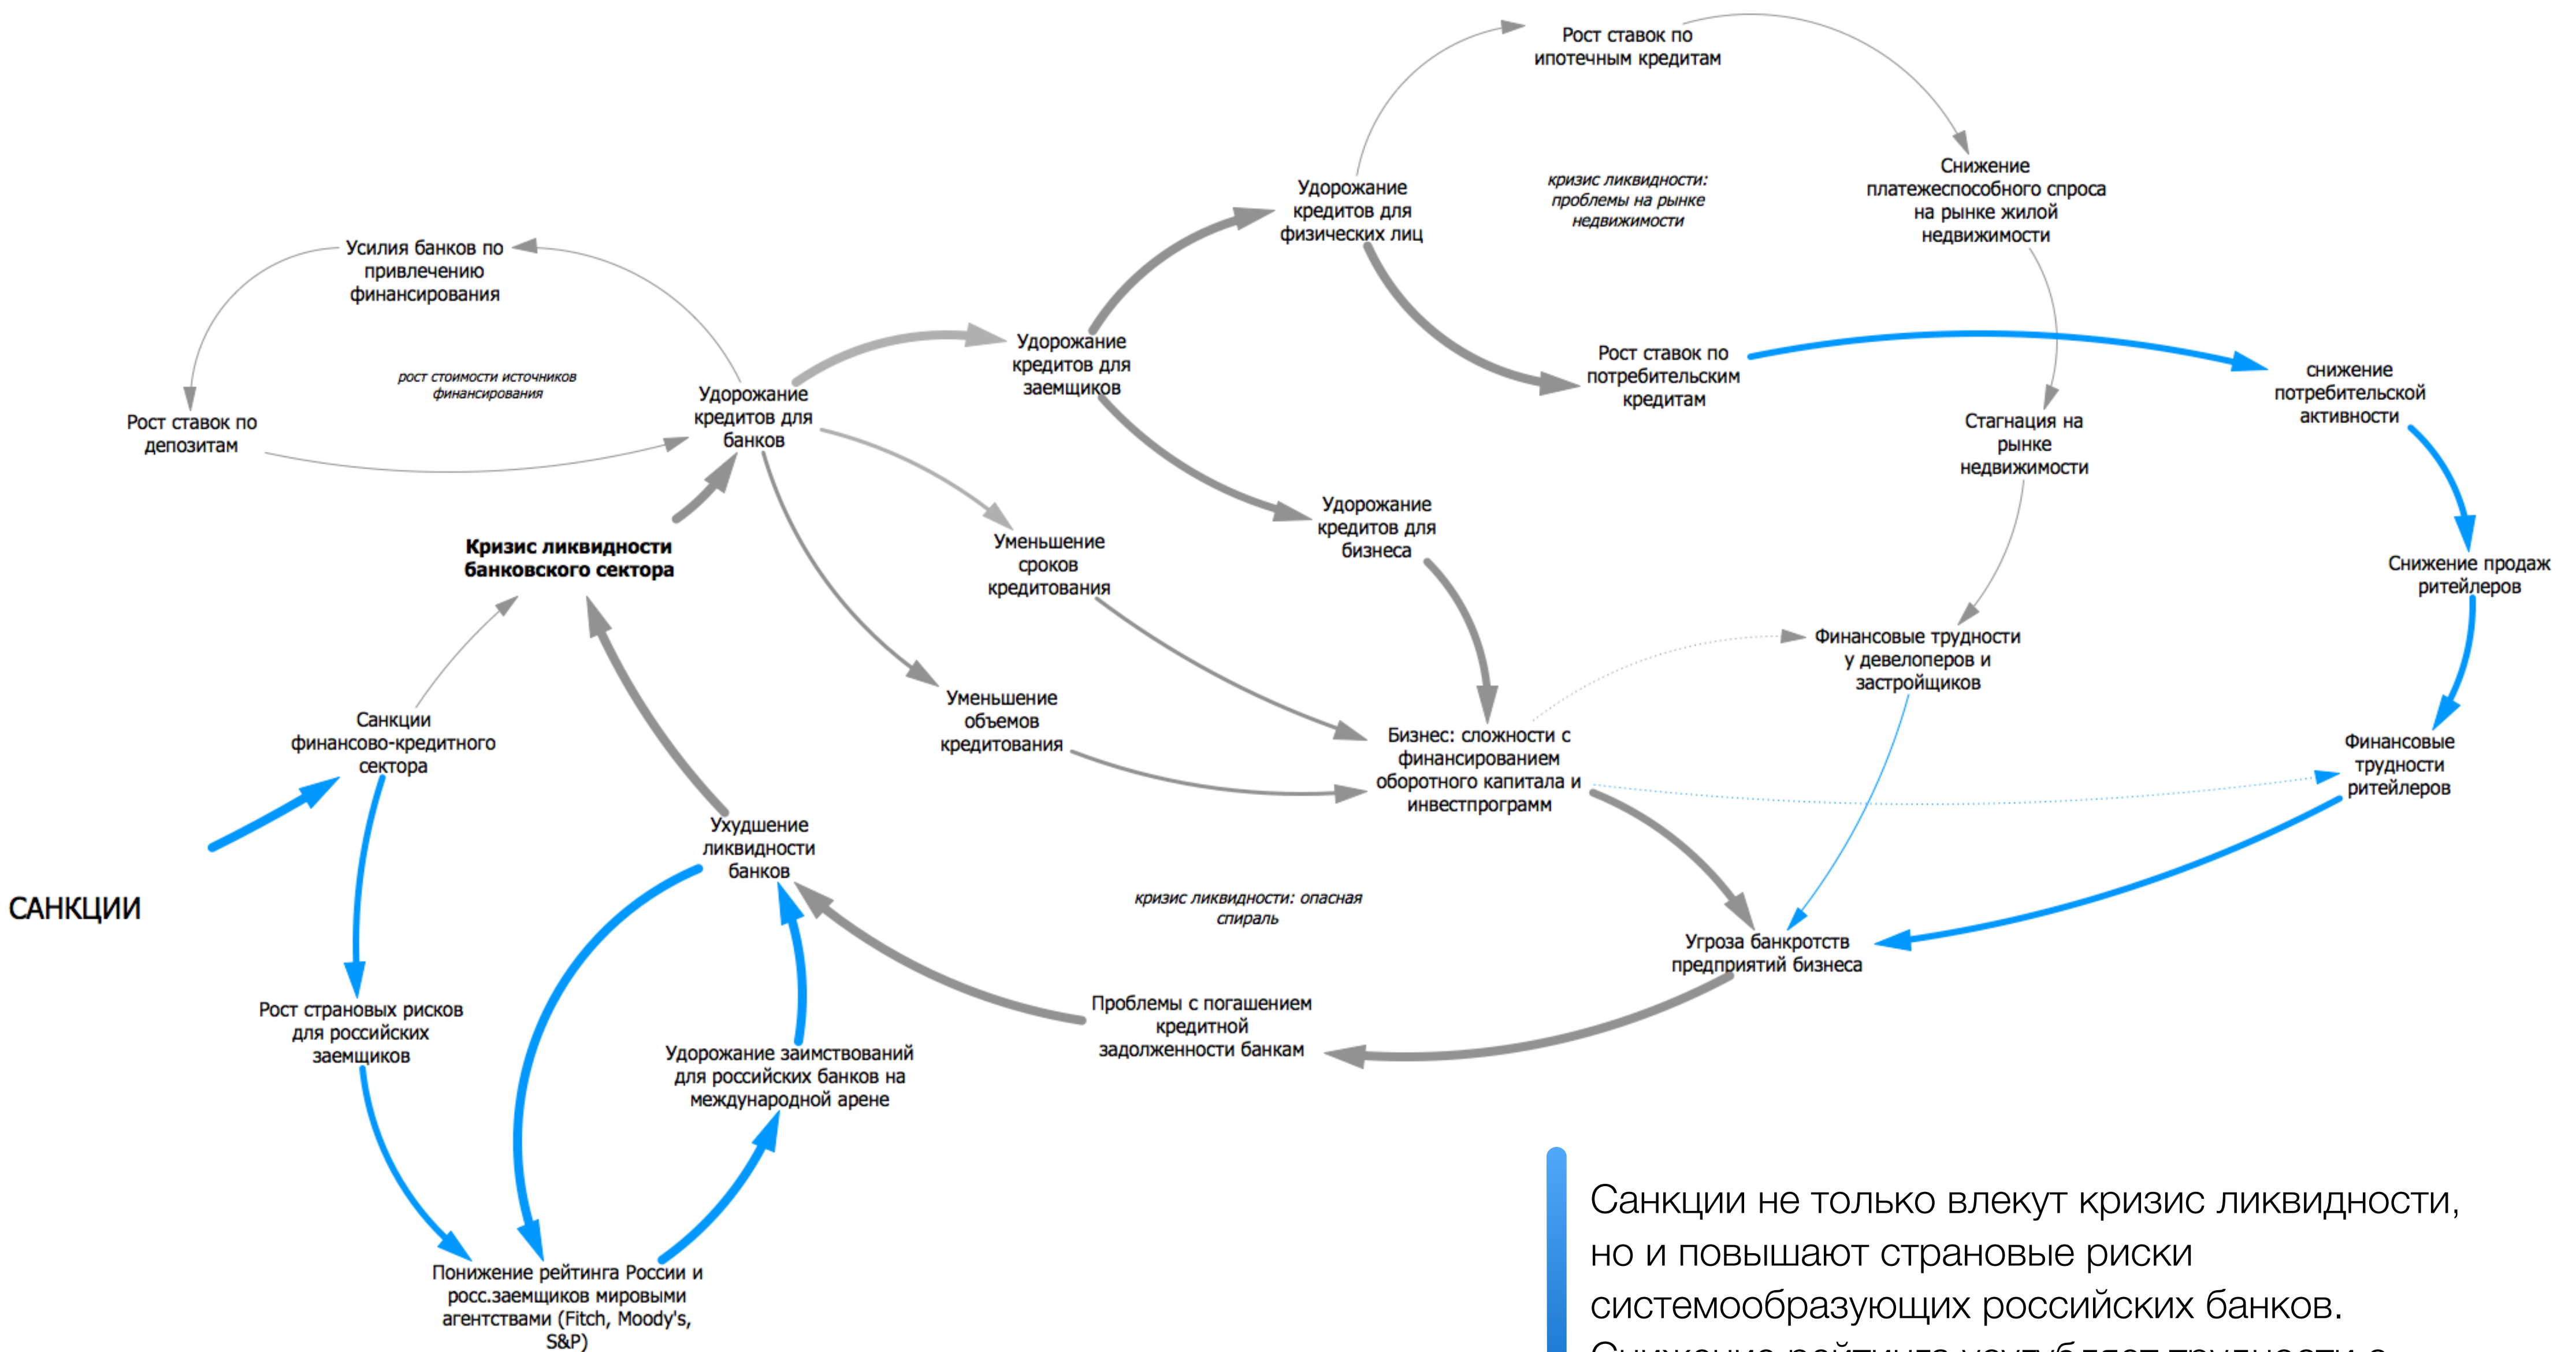 Рост ставок по
ипотечным кредитам
Снижение
платежеспособного спроса
на рынке жилой
недвижимости
Удорожание
кредитов для
физических лиц
кризис ликвидности:
проблемы на рынке
недвижимости
Усилия банков по
привлечению
финансирования
Удорожание
кредитов для
заемщиков
Рост ставок по
потребительским
кредитам
снижение
потребительской
активности
рост стоимости источников
финансирования
Удорожание
кредитов для
банков
Рост ставок по
депозитам
Стагнация на
рынке
недвижимости
Удорожание
кредитов для
бизнеса
Кризис ликвидности
банковского сектора
Уменьшение
сроков
кредитования
Снижение продаж
ритейлеров
Финансовые трудности
у девелоперов и
застройщиков
Уменьшение
объемов
кредитования
Санкции
финансово-кредитного
сектора
Бизнес: сложности с
финансированием
оборотного капитала и
инвестпрограмм
Финансовые
трудности
ритейлеров
Ухудшение
ликвидности
банков
САНКЦИИ
кризис ликвидности: опасная
спираль
Угроза банкротств
предприятий бизнеса
Проблемы с погашением
кредитной
задолженности банкам
Рост страновых рисков
для российских
заемщиков
Удорожание заимствований
для российских банков на
международной арене
Понижение рейтинга России и
росс.заемщиков мировыми
агентствами (Fitch, Moody's,
S&P)
Санкции не только влекут кризис ликвидности,
но и повышают страновые риски
системообразующих российских банков.
Снижение рейтинга усугубляет трудности с